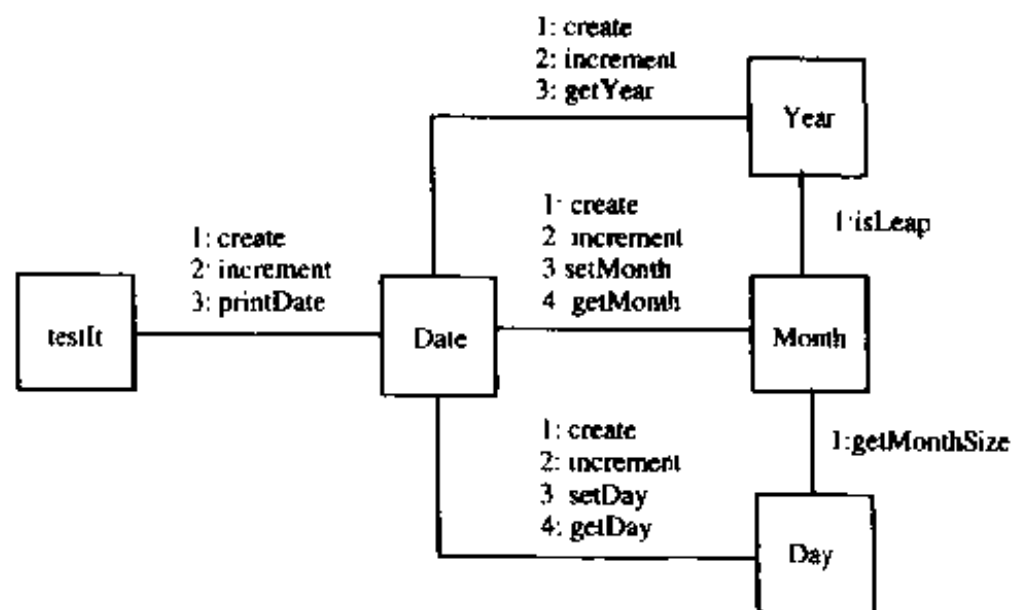 1: create
2: increment
3: getYear
Year
1: create
2: increment
3: printDate
1: create
2 increment
3 setMonth
4 getMonth
1:isLeap
testIt
Date
Month
1: create
2: increment
3 setDay
4: getDay
1:getMonthSize
Day